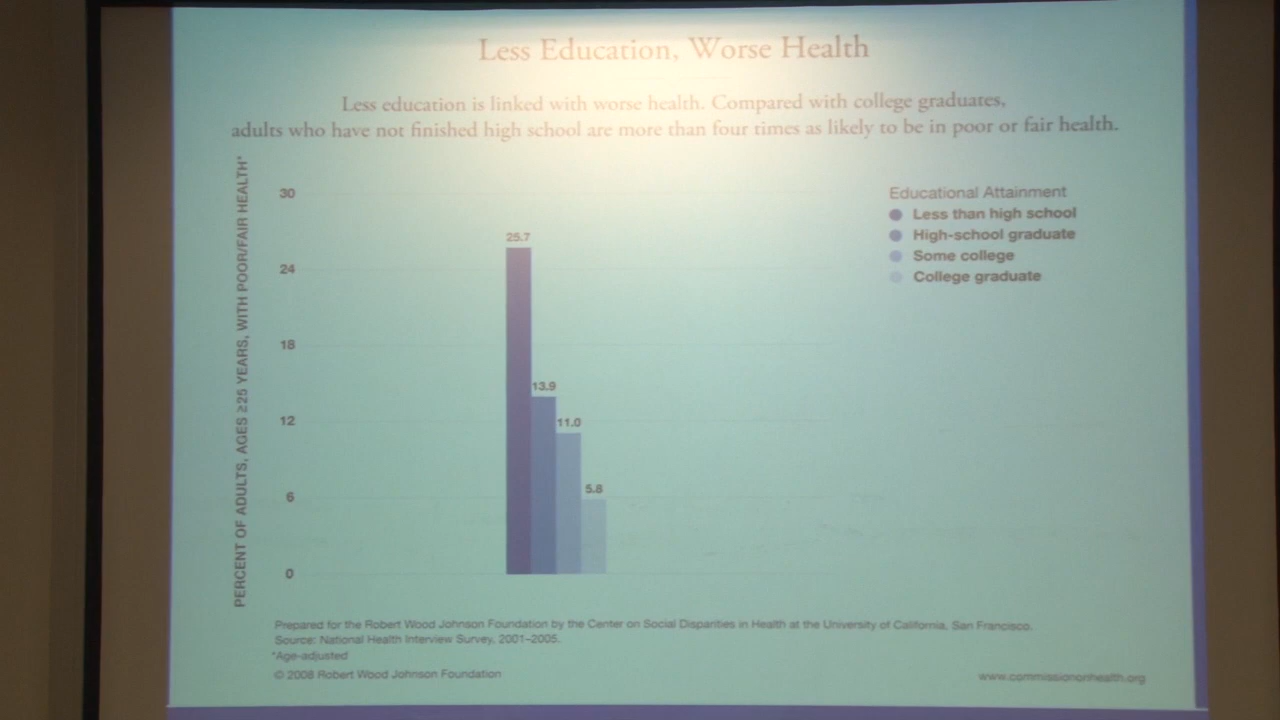 Less Education, Worse Health
Less education is linked with worse health. Compared with college graduates,
adults who have not finished high school are more than four times as likely to be in poor or fair health.
PERCENT OF ADULTS, AGES ≥25 YEARS, WITH POOR/FAIR HEALTH*
30
24
18
12
6
0
25.7
13.9
11.0
5.8
Educational Attainment
Less than high school
High-school graduate
Some college
College graduate
Prepared for the Robert Wood Johnson Foundation by the Center on Social Disparities in Health at the University of California, San Francisco.
Source: National Health Interview Survey, 2001–2005.
*Age-adjusted
© 2008 Robert Wood Johnson Foundation
www.commissiononhealth.org